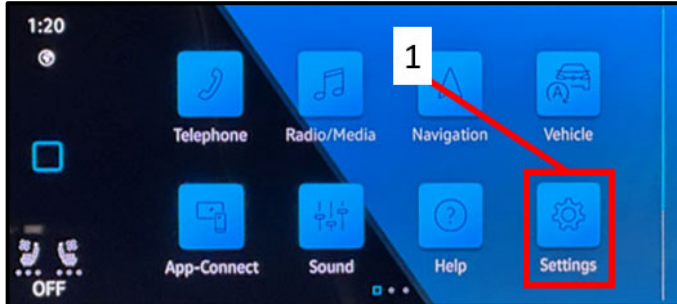 1:20
1
Telephone Radio/Media Navigation Vehicle
App-Connect Sound Help Settings
OFF